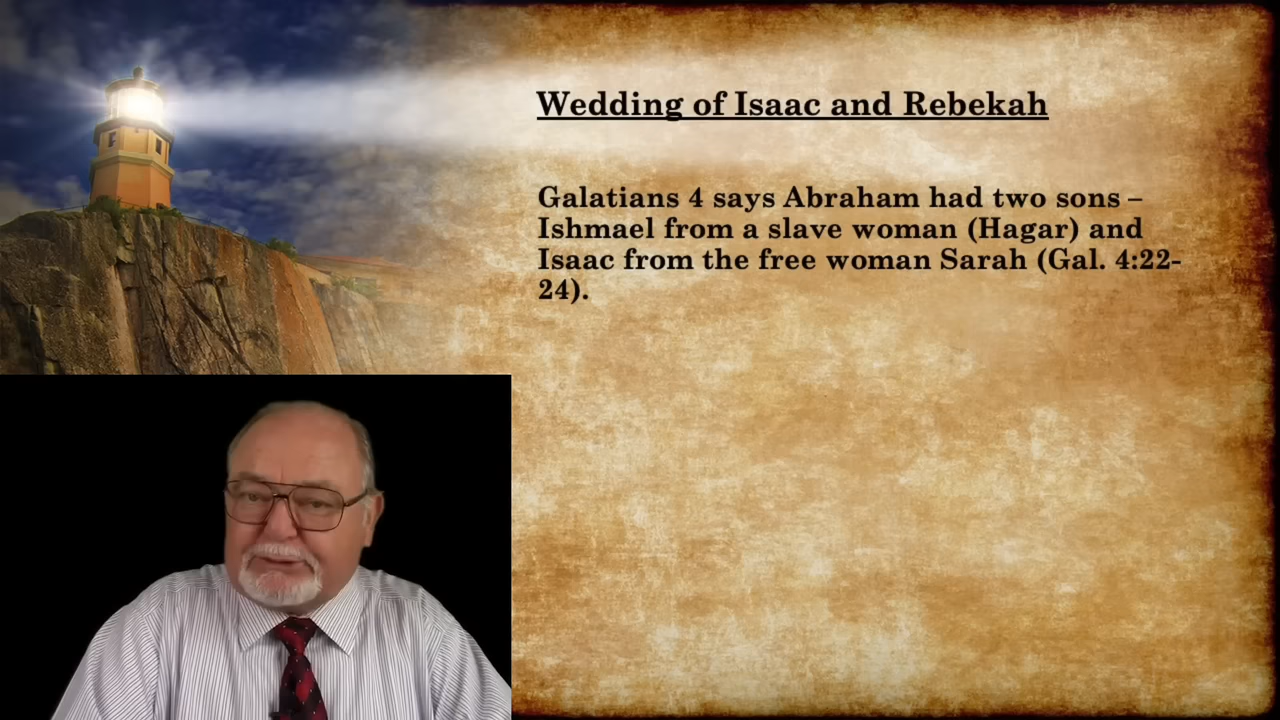 Wedding of Isaac and Rebekah
Galatians 4 says Abraham had two sons –
Ishmael from a slave woman (Hagar) and
Isaac from the free woman Sarah (Gal. 4:22-
24).